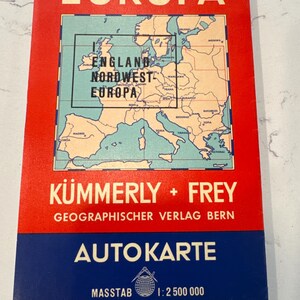 EUROPA
I
ENGLAND
NORDWEST-
EUROPA
KÜMMERLY + FREY
GEOGRAPHISCHER VERLAG BERN
AUTOKARTE
MASSTAB 1:2 500 000